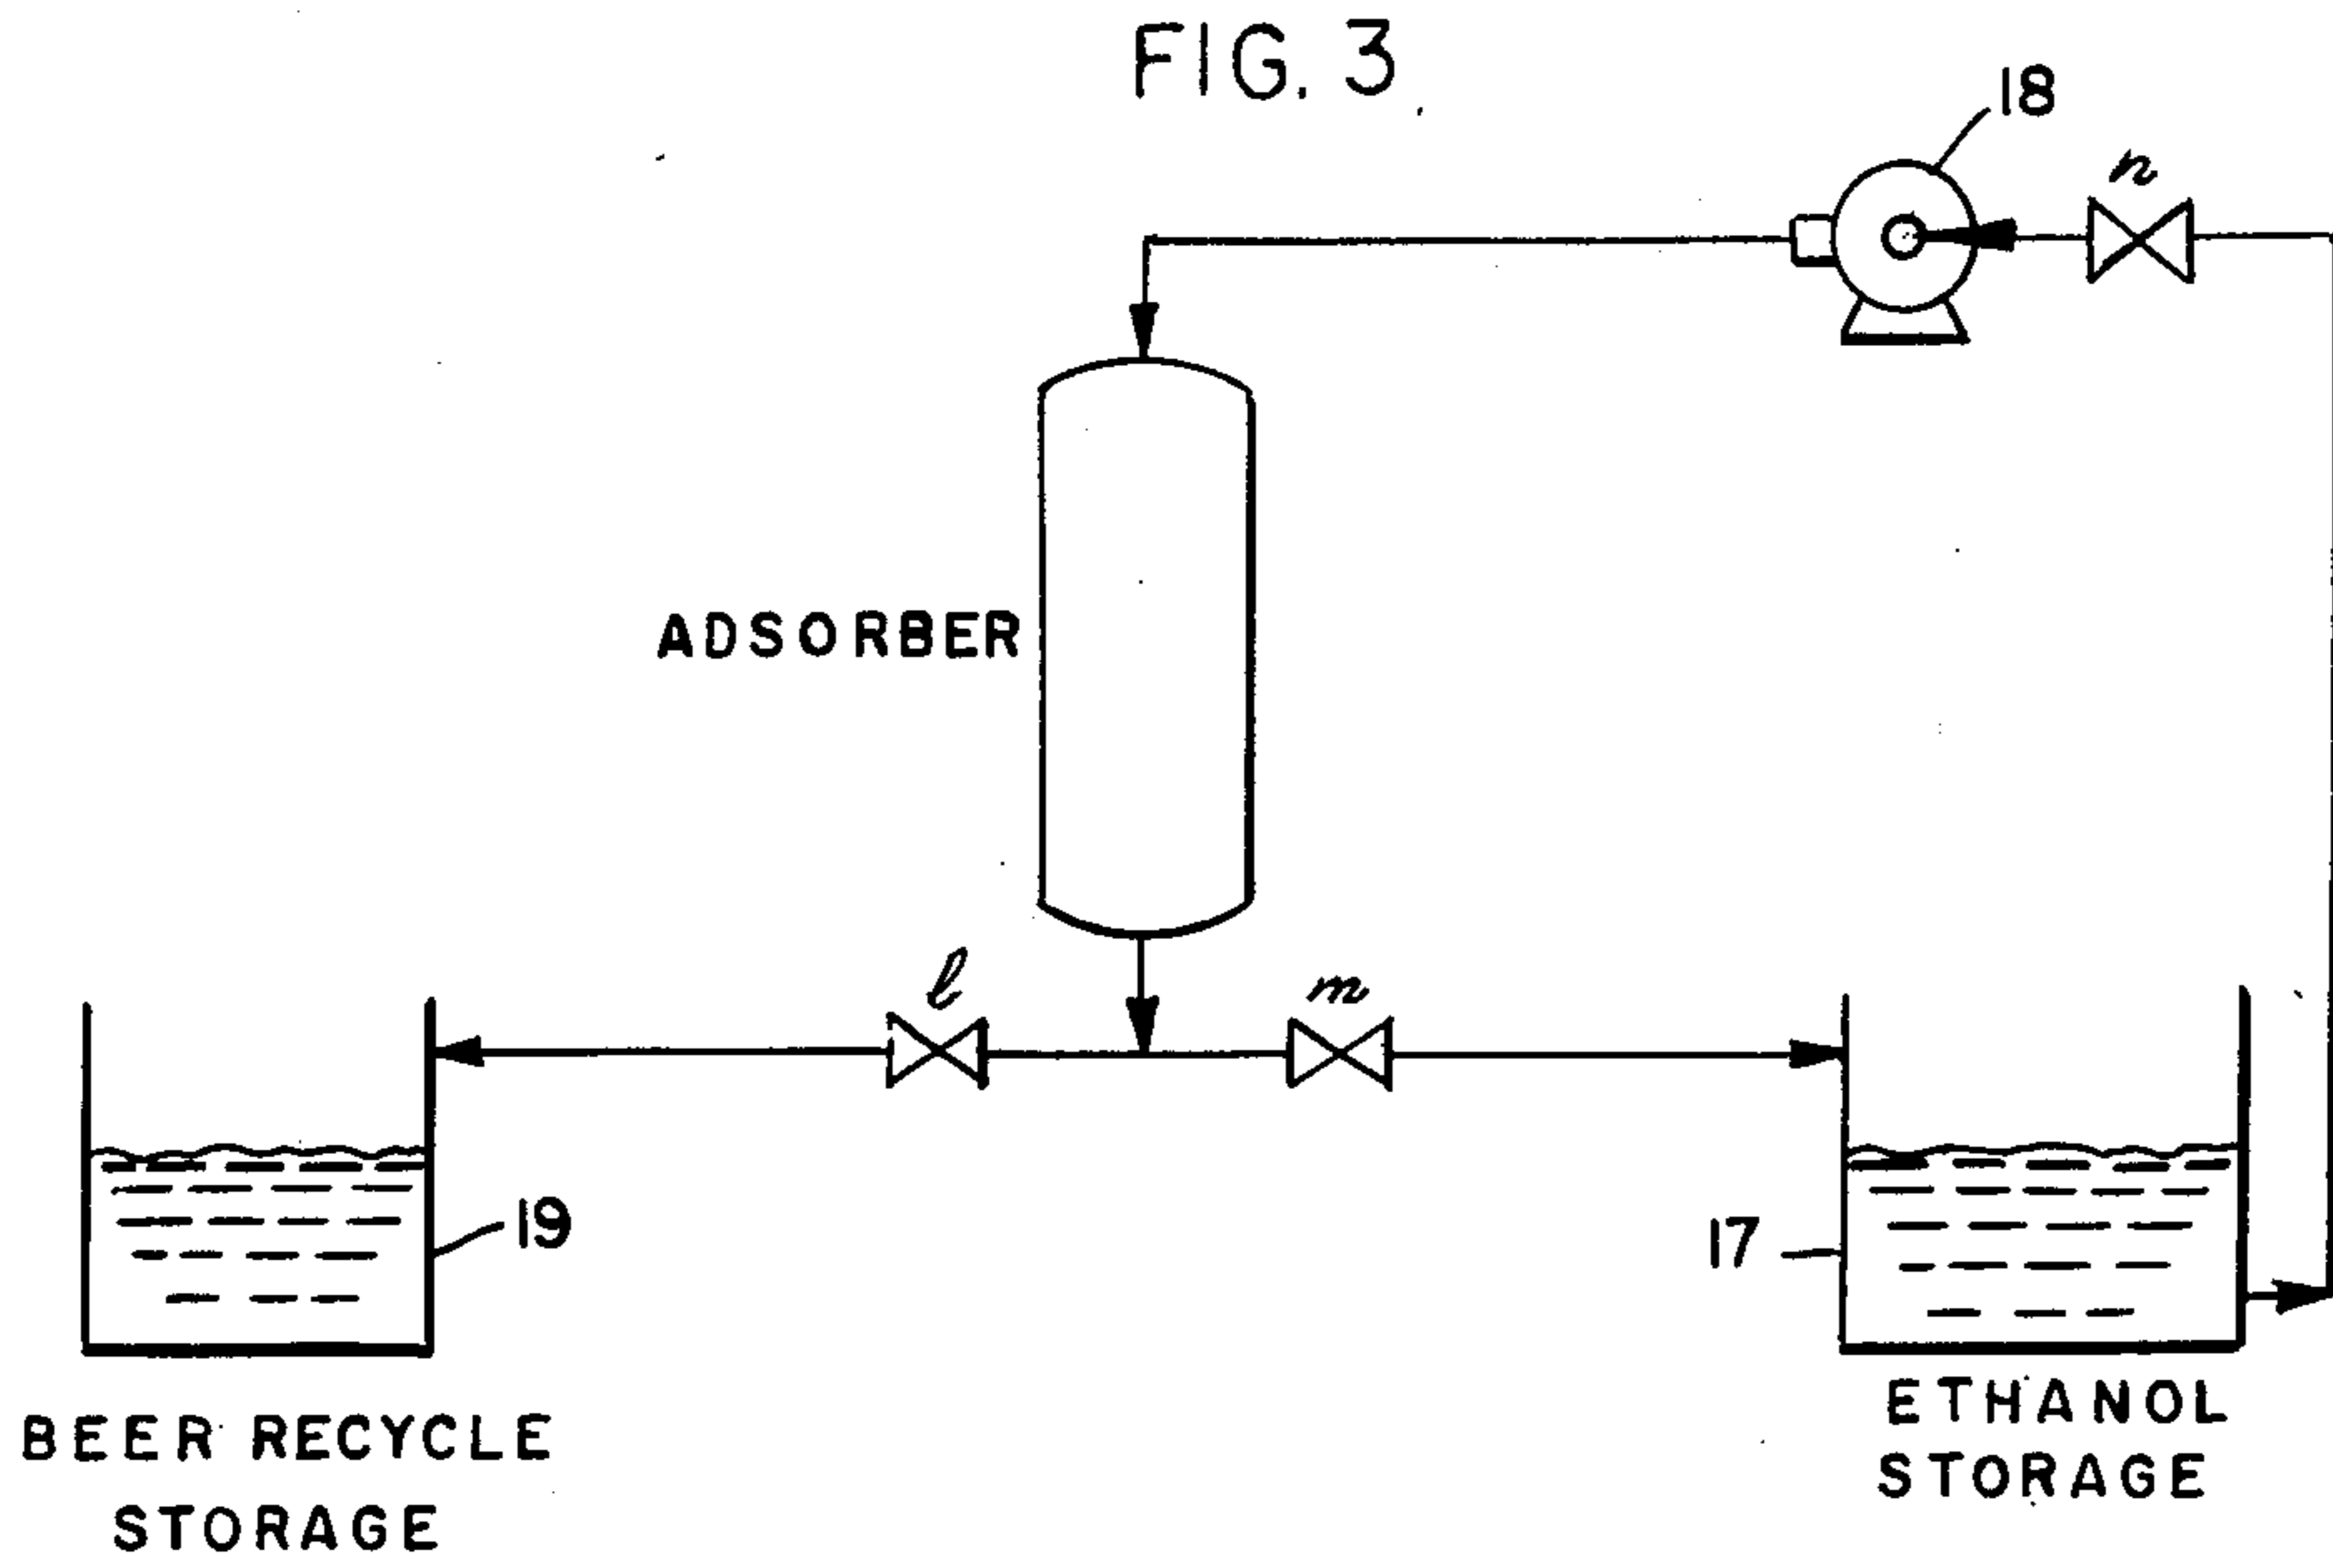 FIG. 3
18
n
ADSORBER
l
m
19
17
BEER RECYCLE
STORAGE
ETHANOL
STORAGE